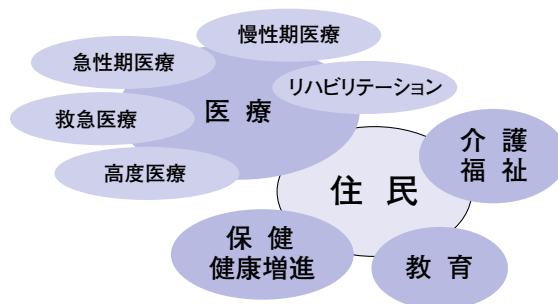 慢性期医療
急性期医療
リハビリテーション
医療
救急医療
介護
福祉
高度医療
住民
保健
健康増進
教育